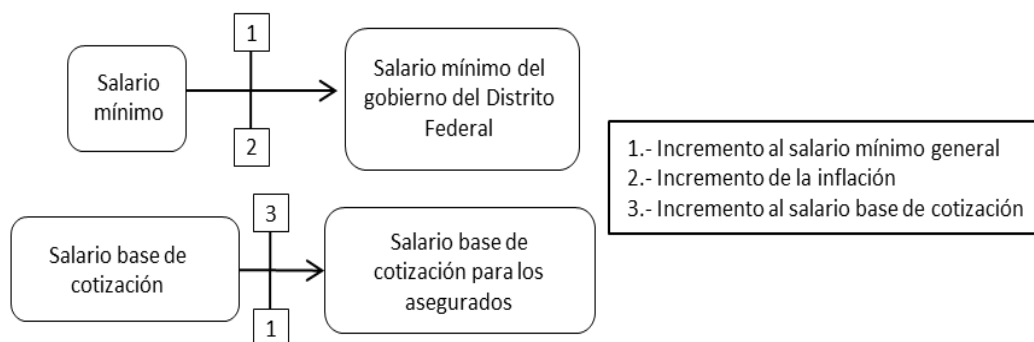 1
Salario
mínimo
Salario mínimo del
gobierno del Distrito
Federal
2
1.- Incremento al salario mínimo general
2.- Incremento de la inflación
3.- Incremento al salario base de cotización
3
Salario base de
cotización
Salario base de
cotización para los
asegurados
1